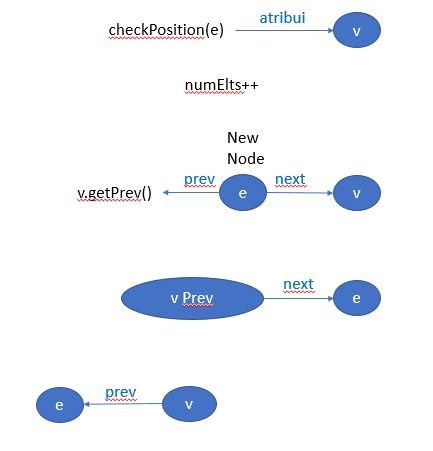 checkPosition(e) atribui v
numElts++
New
Node
v.getPrev() prev e next v
v Prev next e
e prev v